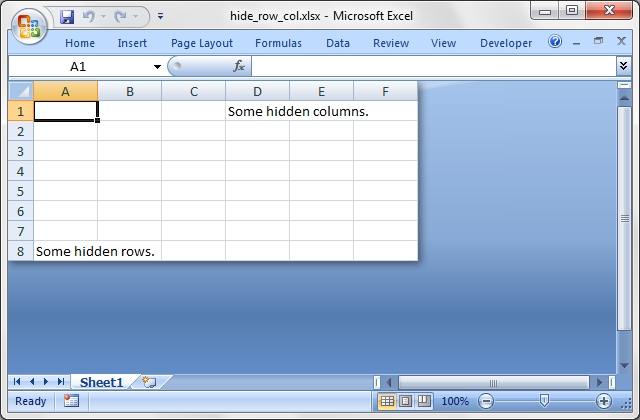 hide_row_col.xlsx - Microsoft Excel
Home Insert Page Layout Formulas Data Review View Developer
A1 fx
A B C D E F
1 Some hidden columns.
2
3
4
5
6
7
8 Some hidden rows.
Sheet1
Ready 100%